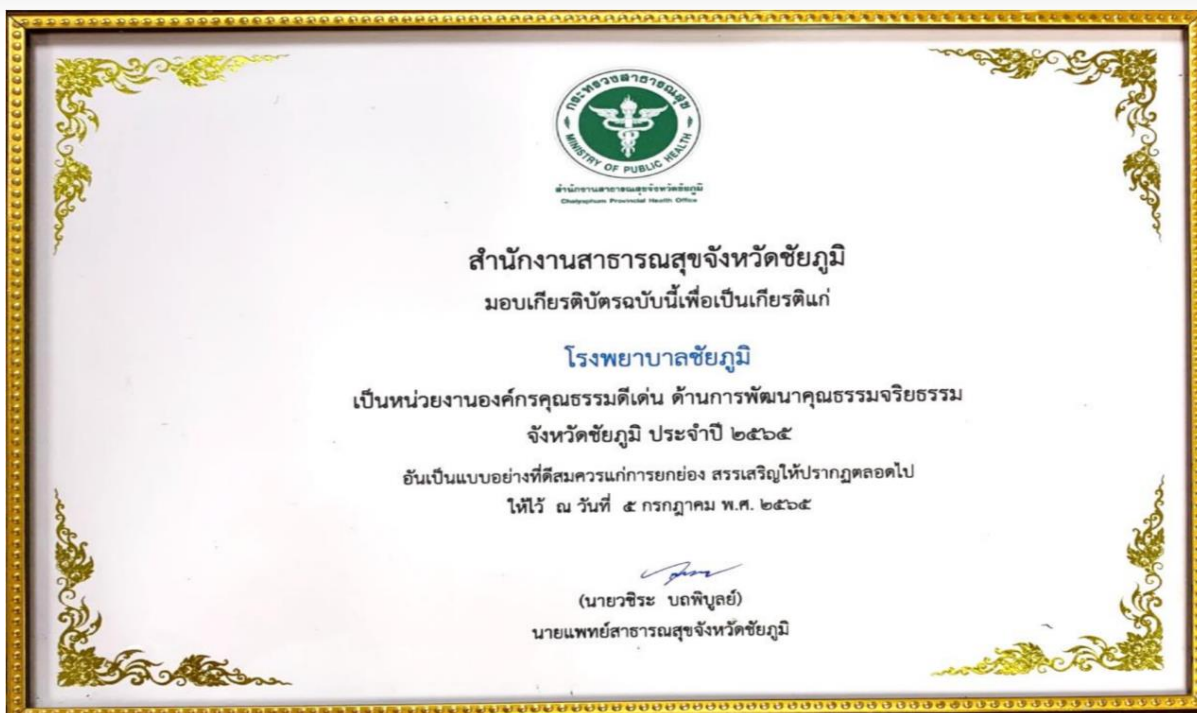 กระทรวงสาธารณสุข
MINISTRY OF PUBLIC HEALTH
สำนักงานสาธารณสุขจังหวัดชัยภูมิ
Chaiyaphum Provincial Health Office
สำนักงานสาธารณสุขจังหวัดชัยภูมิ
มอบเกียรติบัตรฉบับนี้เพื่อเป็นเกียรติแก่
โรงพยาบาลชัยภูมิ
เป็นหน่วยงานองค์กรคุณธรรมดีเด่น ด้านการพัฒนาคุณธรรมจริยธรรม
จังหวัดชัยภูมิ ประจำปี ๒๕๖๕
อันเป็นแบบอย่างที่ดีสมควรแก่การยกย่อง สรรเสริญให้ปรากฏตลอดไป
ให้ไว้ ณ วันที่ ๕ กรกฎาคม พ.ศ. ๒๕๖๕
(นายวชิระ บถพิบูลย์)
นายแพทย์สาธารณสุขจังหวัดชัยภูมิ